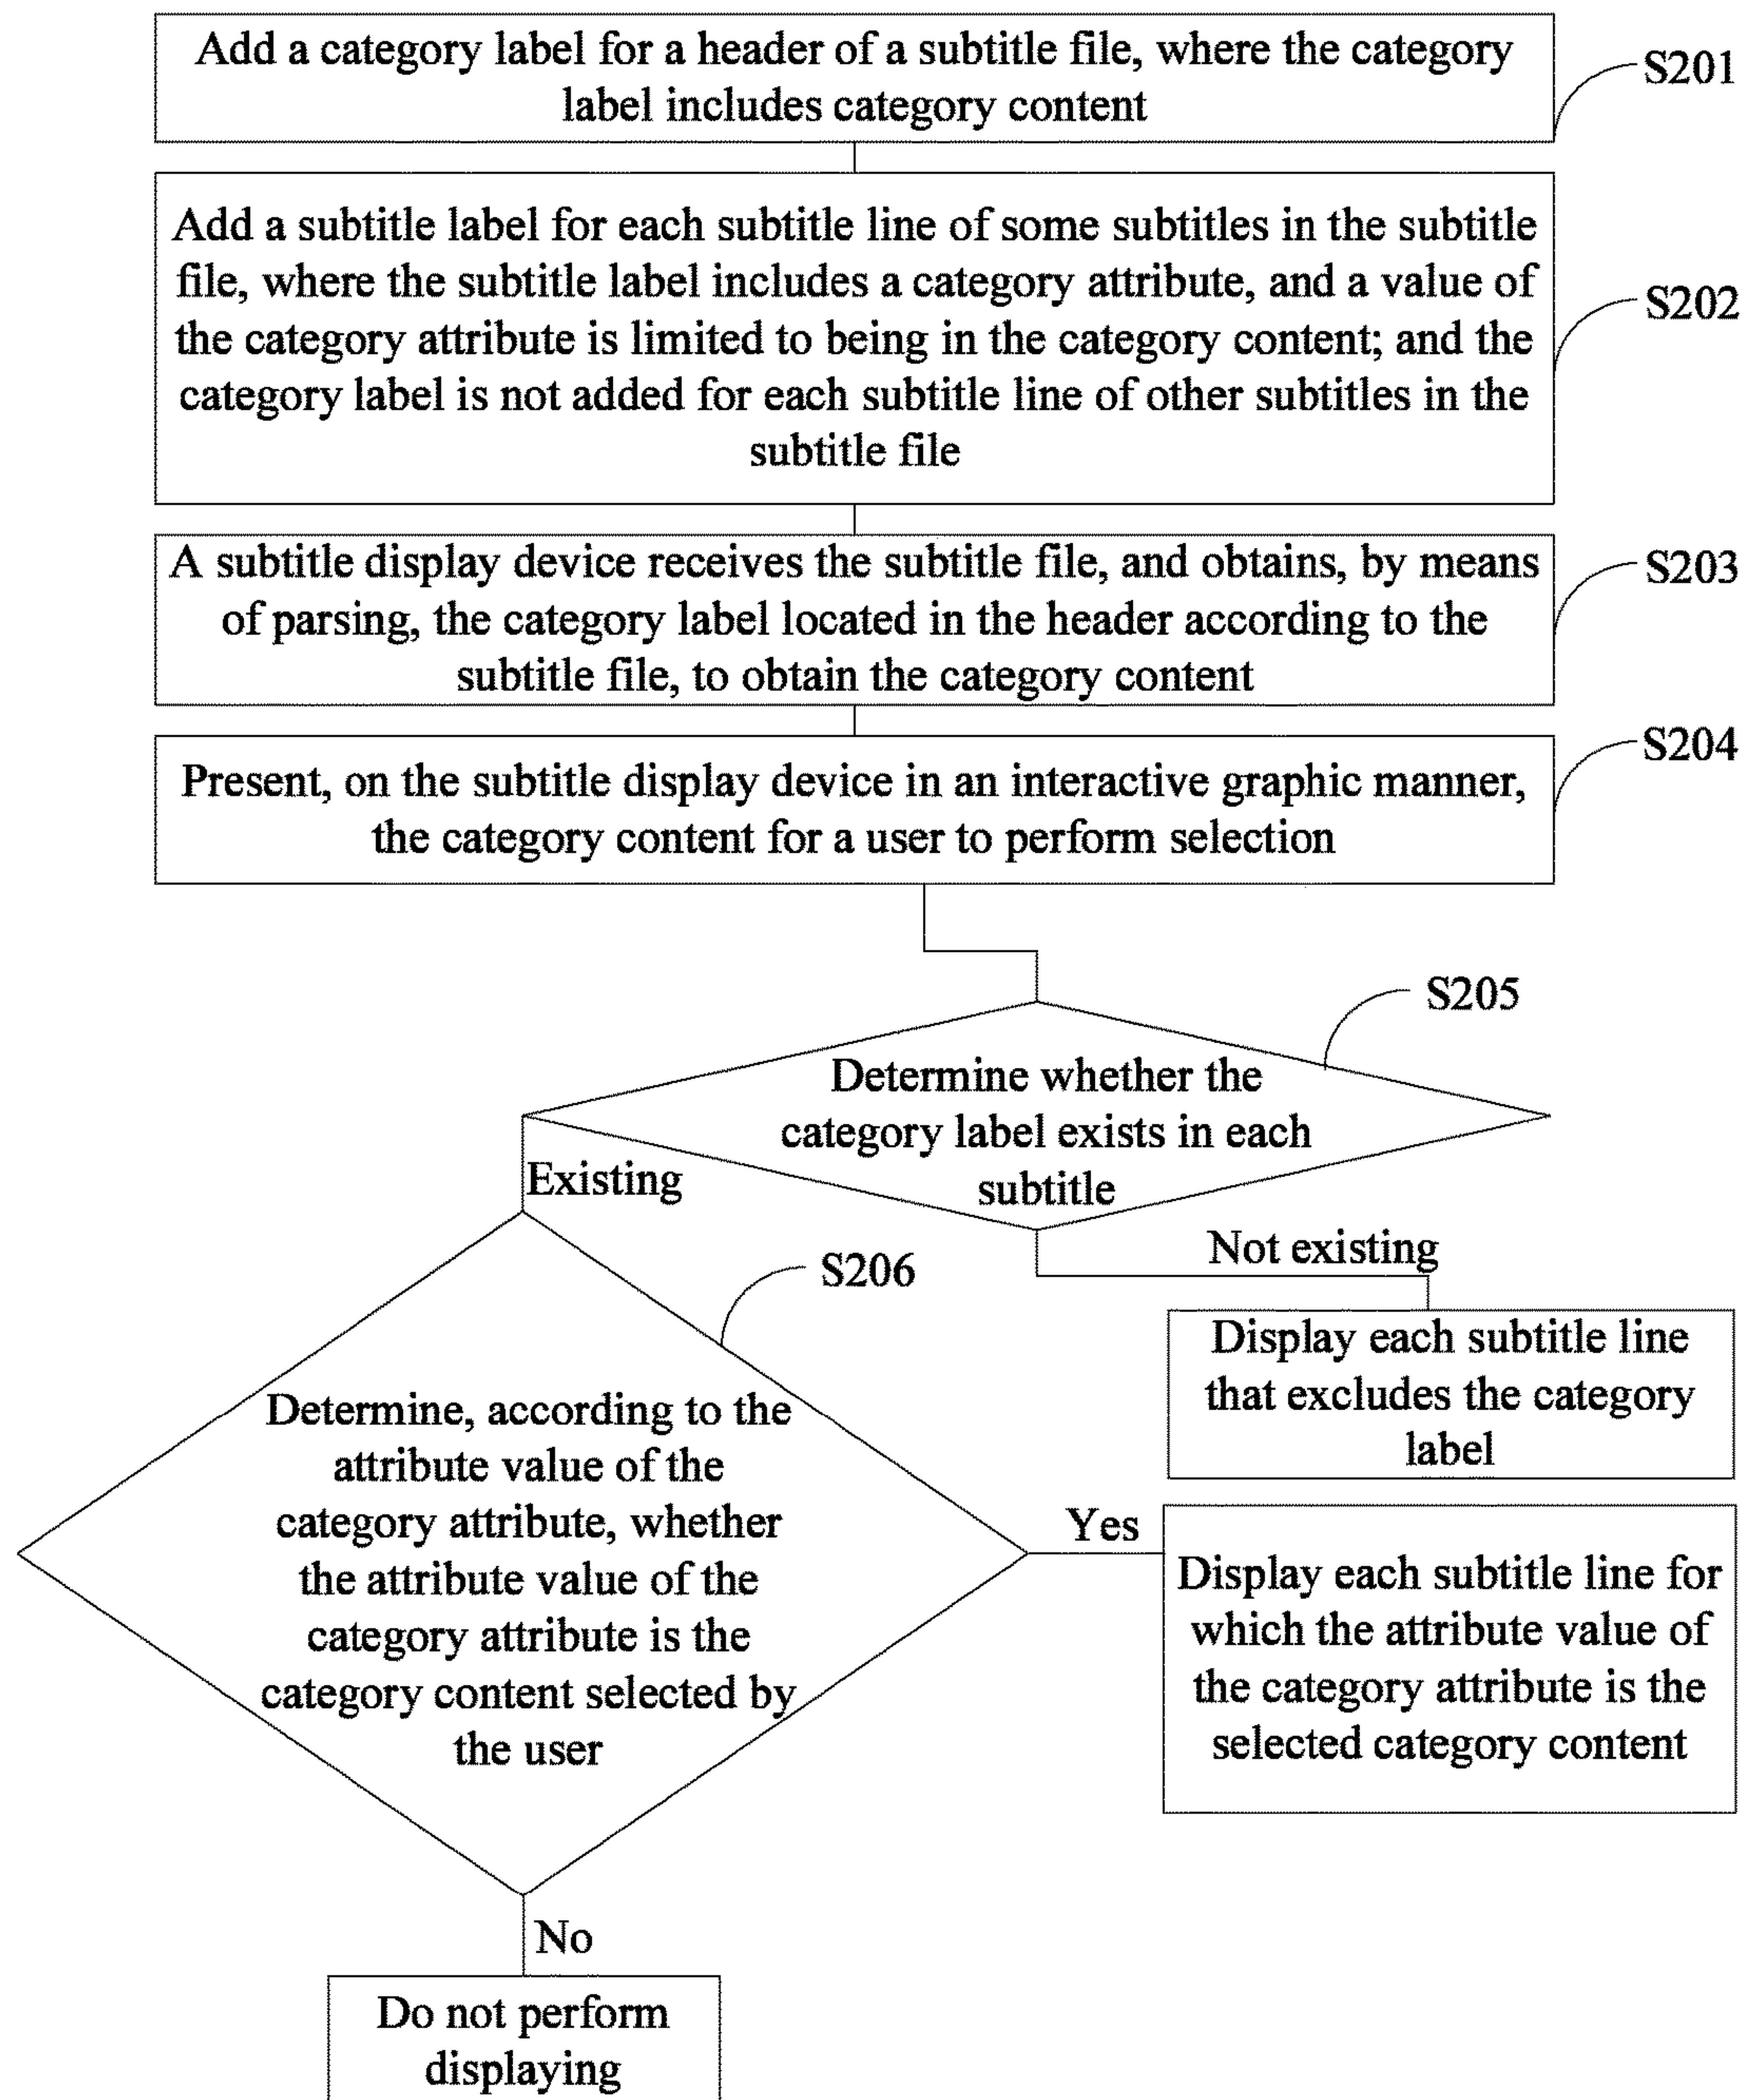 Add a category label for a header of a subtitle file, where the category
label includes category content
S201
Add a subtitle label for each subtitle line of some subtitles in the subtitle
file, where the subtitle label includes a category attribute, and a value of
the category attribute is limited to being in the category content; and the
category label is not added for each subtitle line of other subtitles in the
subtitle file
S202
A subtitle display device receives the subtitle file, and obtains, by means
of parsing, the category label located in the header according to the
subtitle file, to obtain the category content
S203
Present, on the subtitle display device in an interactive graphic manner,
the category content for a user to perform selection
S204
S205
Determine whether the
category label exists in each
subtitle
Existing
Not existing
Display each subtitle line
that excludes the category
label
S206
Determine, according to the
attribute value of the
category attribute, whether
the attribute value of the
category attribute is the
category content selected by
the user
Yes
Display each subtitle line for
which the attribute value of
the category attribute is the
selected category content
No
Do not perform
displaying